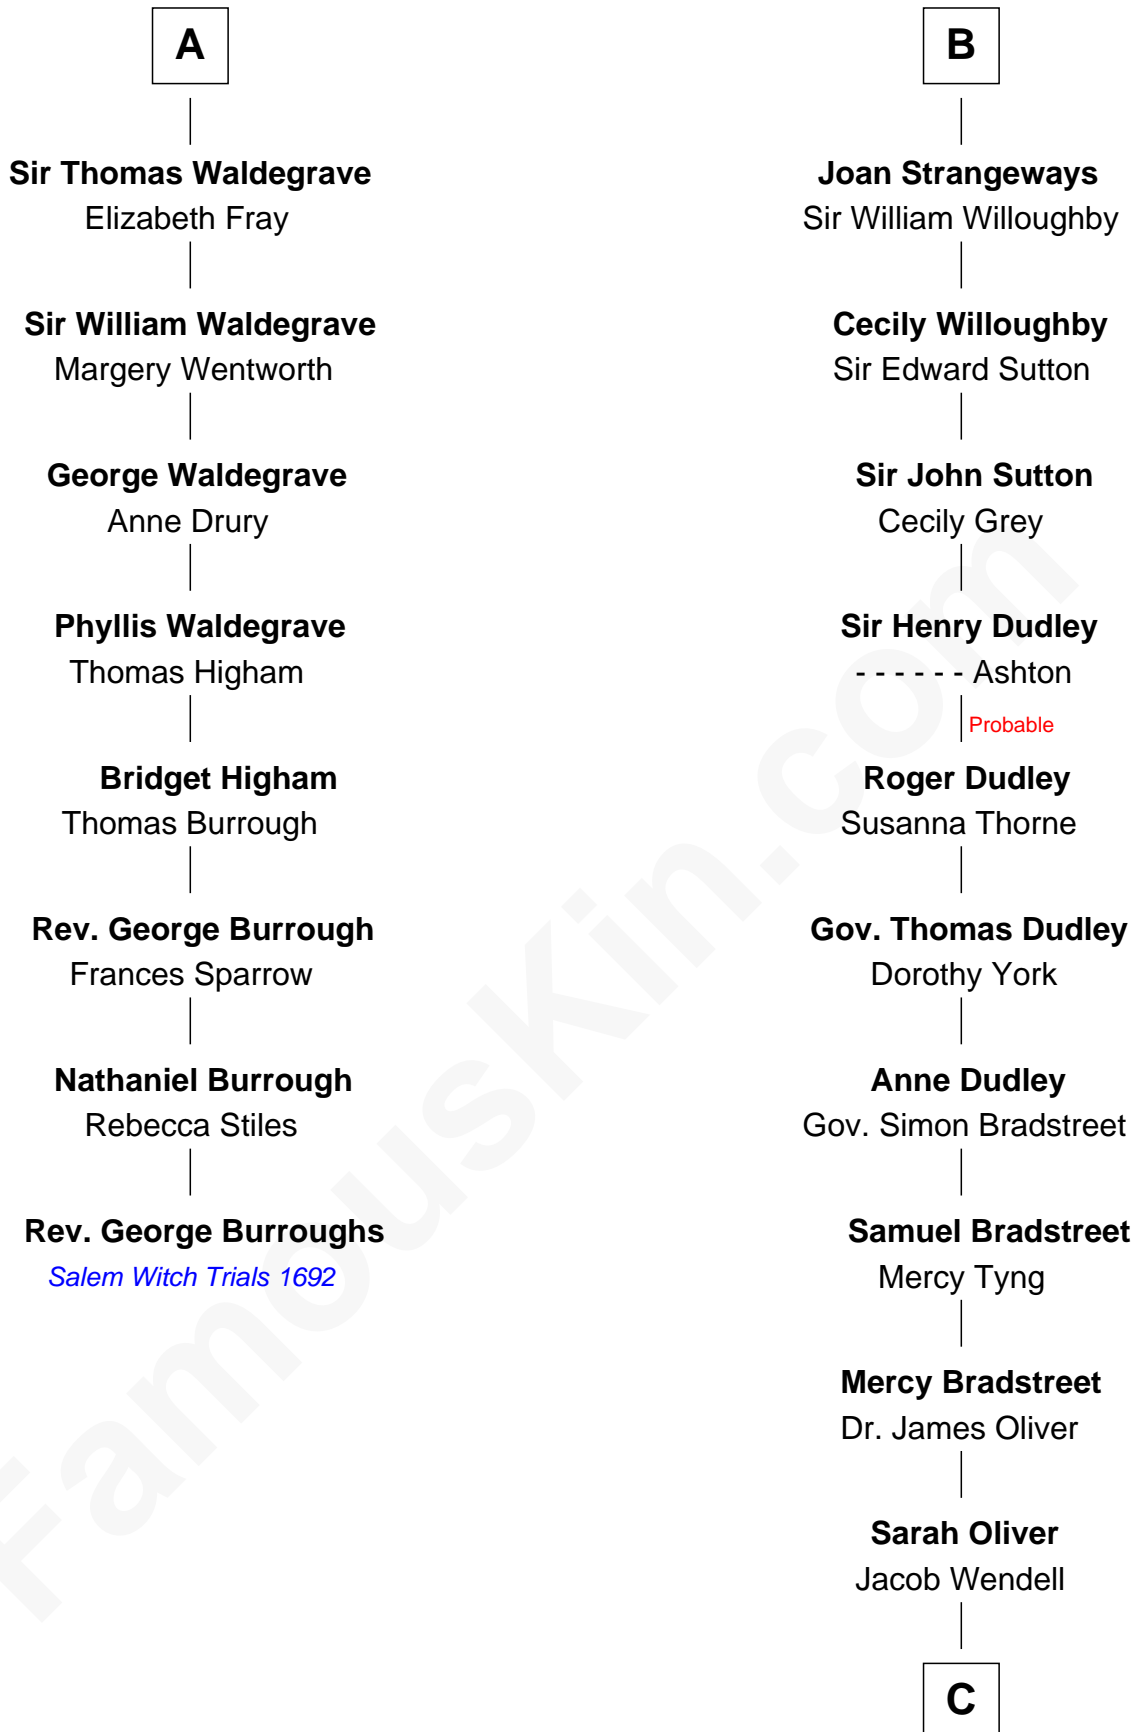 A
Sir Thomas Waldegrave
Elizabeth Fray
Sir William Waldegrave
Margery Wentworth
George Waldegrave
Anne Drury
Phyllis Waldegrave
Thomas Higham
Bridget Higham
Thomas Burrough
Rev. George Burrough
Frances Sparrow
Nathaniel Burrough
Rebecca Stiles
Rev. George Burroughs
Salem Witch Trials 1692
B
Joan Strangeways
Sir William Willoughby
Cecily Willoughby
Sir Edward Sutton
Sir John Sutton
Cecily Grey
Sir Henry Dudley
- - - - - - Ashton
Probable
Roger Dudley
Susanna Thorne
Gov. Thomas Dudley
Dorothy York
Anne Dudley
Gov. Simon Bradstreet
Samuel Bradstreet
Mercy Tyng
Mercy Bradstreet
Dr. James Oliver
Sarah Oliver
Jacob Wendell
C
FamousKin.com